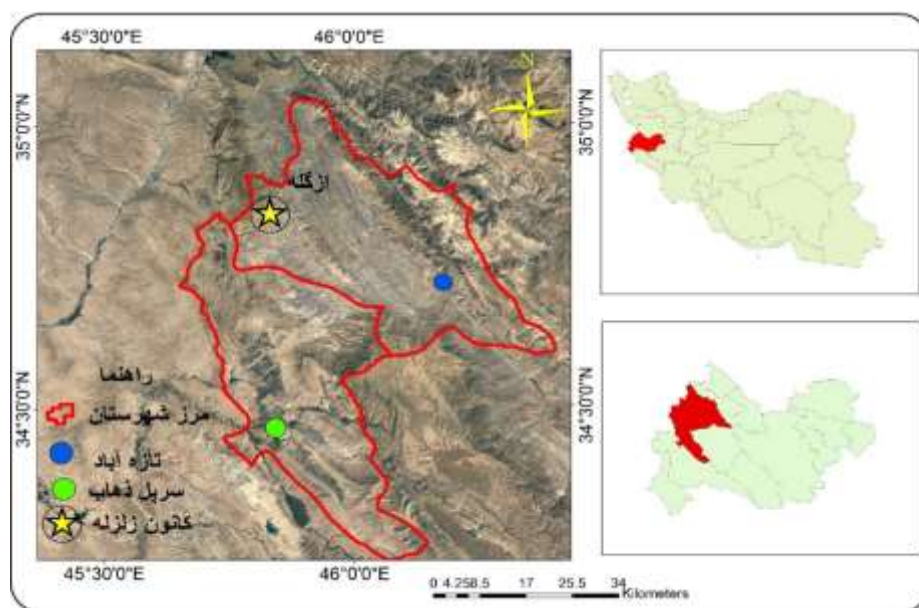 45°30'0"E 46°0'0"E
N
35°0'0"N
35°0'0"N
ازگله
راهنما
مرز شهرستان
تازه آباد
سرپل ذهاب
کانون زلزله
34°30'0"N
34°30'0"N
45°30'0"E 46°0'0"E
0 4.25 8.5 17 25.5 34
Kilometers